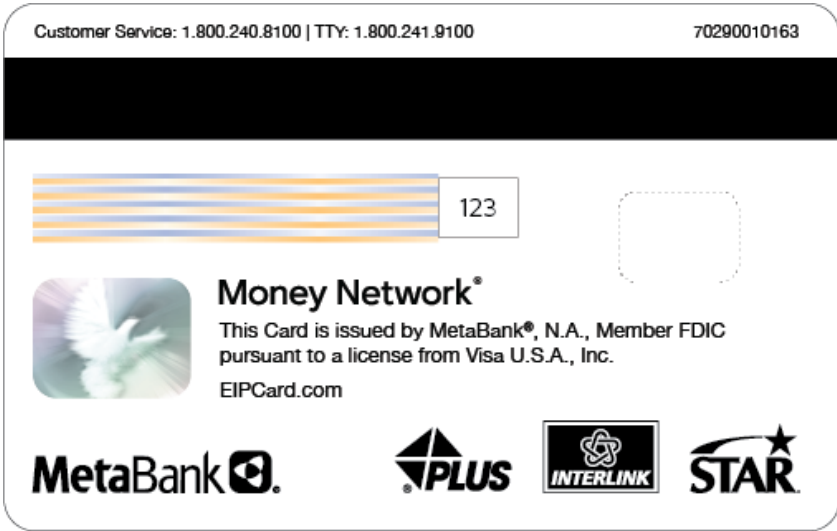 Customer Service: 1.800.240.8100 | TTY: 1.800.241.9100 70290010163
123
Money Network®
This Card is issued by MetaBank®, N.A., Member FDIC
pursuant to a license from Visa U.S.A., Inc.
EIPCard.com
MetaBank® PLUS® INTERLINK STAR